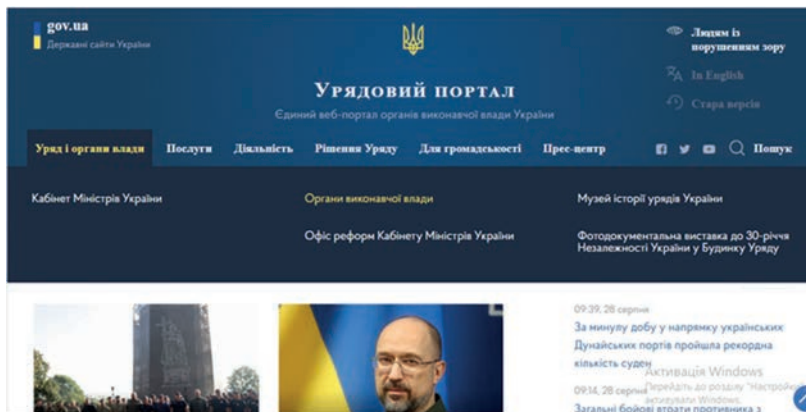 gov.ua
Державні сайти України
Людям із
порушенням зору
In English
Стара версія
Урядовий портал
Єдиний веб-портал органів виконавчої влади України
Уряд і органи влади Послуги Діяльність Рішення Уряду Для громадськості Прес-центр Пошук
Кабінет Міністрів України Органи виконавчої влади Музей історії урядів України
Офіс реформ Кабінету Міністрів України Фотодокументальна виставка до 30-річчя
Незалежності України у Будинку Уряду
09:39, 28 серпня
За минулу добу у напрямку українських
Дунайських портів пройшла рекордна
кількість суден
Активація Windows
09:14, 28 серпня
Перейдіть до розділу "Настройки
активувати Windows.
Загальні бойові втрати противника з